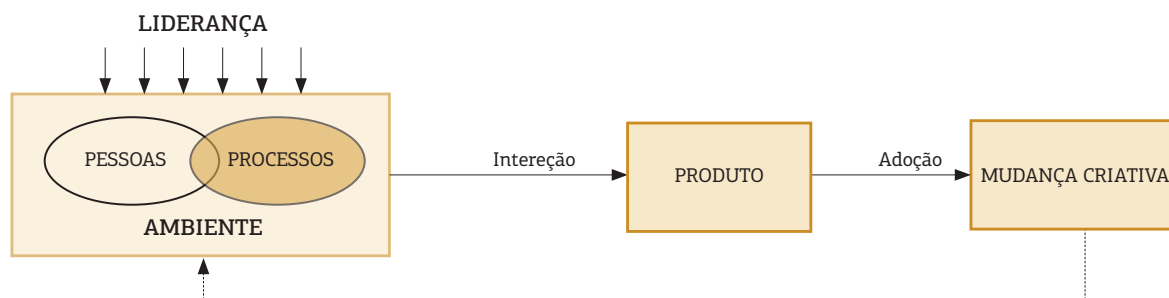 LIDERANÇA
PESSOAS
PROCESSOS
AMBIENTE
Intereção
PRODUTO
Adoção
MUDANÇA CRIATIVA